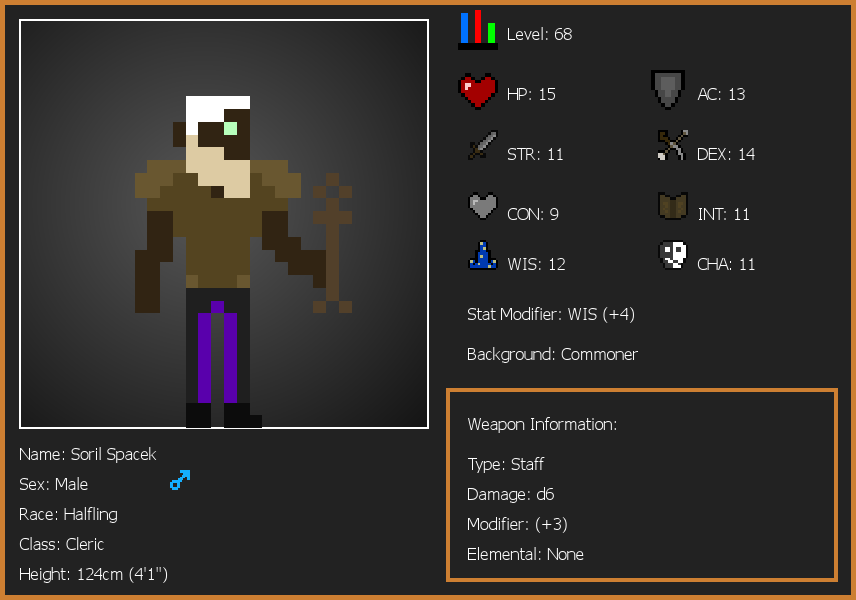 Level: 68
HP: 15
AC: 13
STR: 11
DEX: 14
CON: 9
INT: 11
WIS: 12
CHA: 11
Stat Modifier: WIS (+4)
Background: Commoner
Weapon Information:
Type: Staff
Damage: d6
Modifier: (+3)
Elemental: None
Name: Soril Spacek
Sex: Male
Race: Halfling
Class: Cleric
Height: 124cm (4'1")